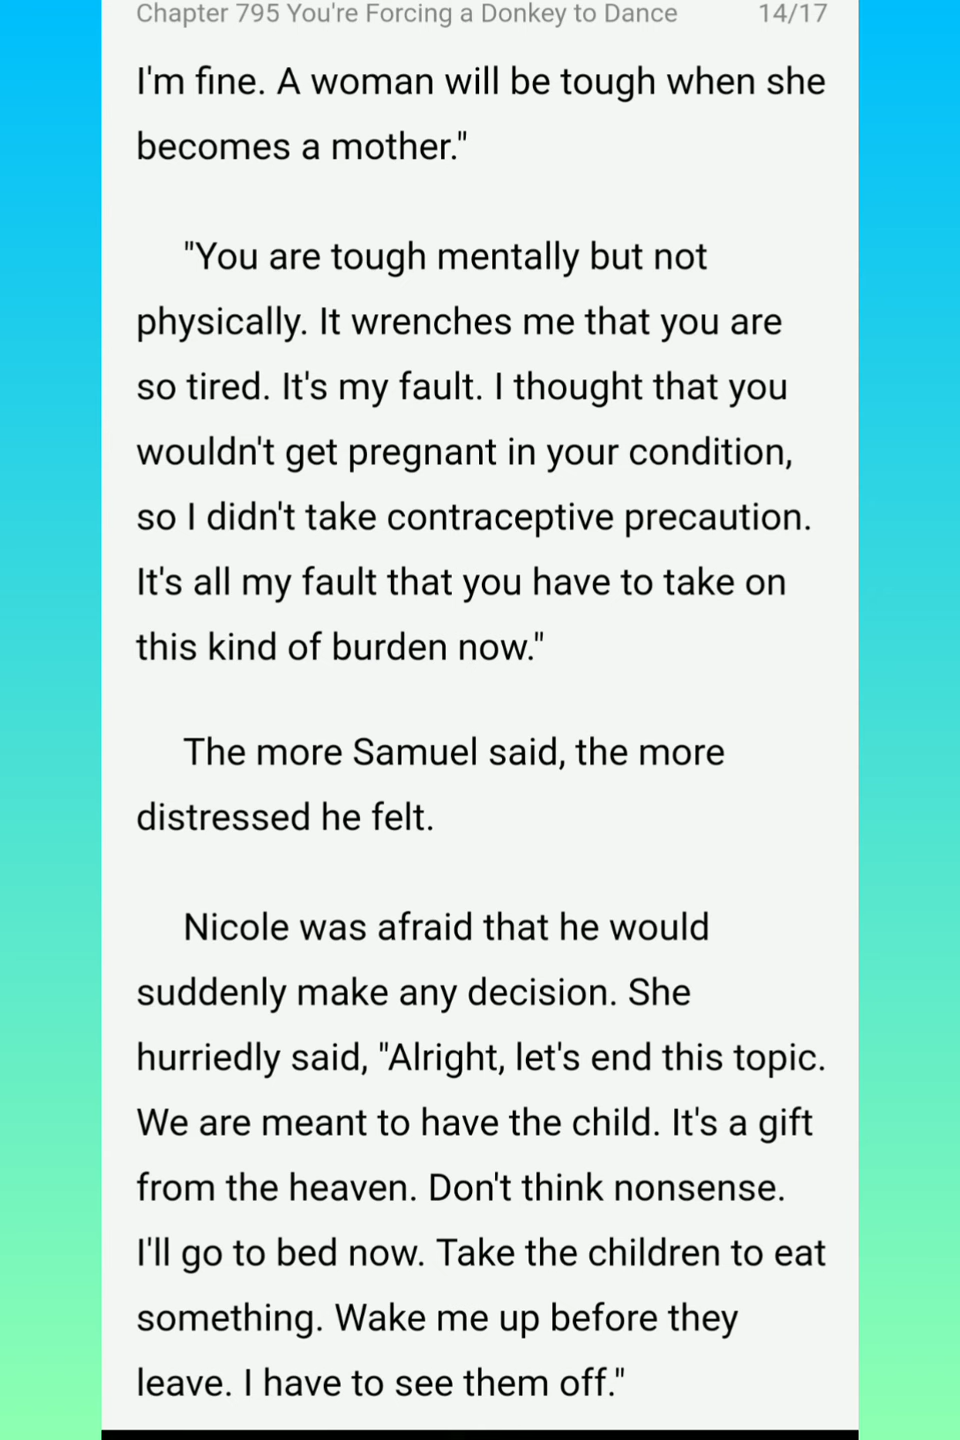 Chapter 795 You're Forcing a Donkey to Dance 14/17
I'm fine. A woman will be tough when she
becomes a mother."
"You are tough mentally but not
physically. It wrenches me that you are
so tired. It's my fault. I thought that you
wouldn't get pregnant in your condition,
so I didn't take contraceptive precaution.
It's all my fault that you have to take on
this kind of burden now."
The more Samuel said, the more
distressed he felt.
Nicole was afraid that he would
suddenly make any decision. She
hurriedly said, "Alright, let's end this topic.
We are meant to have the child. It's a gift
from the heaven. Don't think nonsense.
I'll go to bed now. Take the children to eat
something. Wake me up before they
leave. I have to see them off."